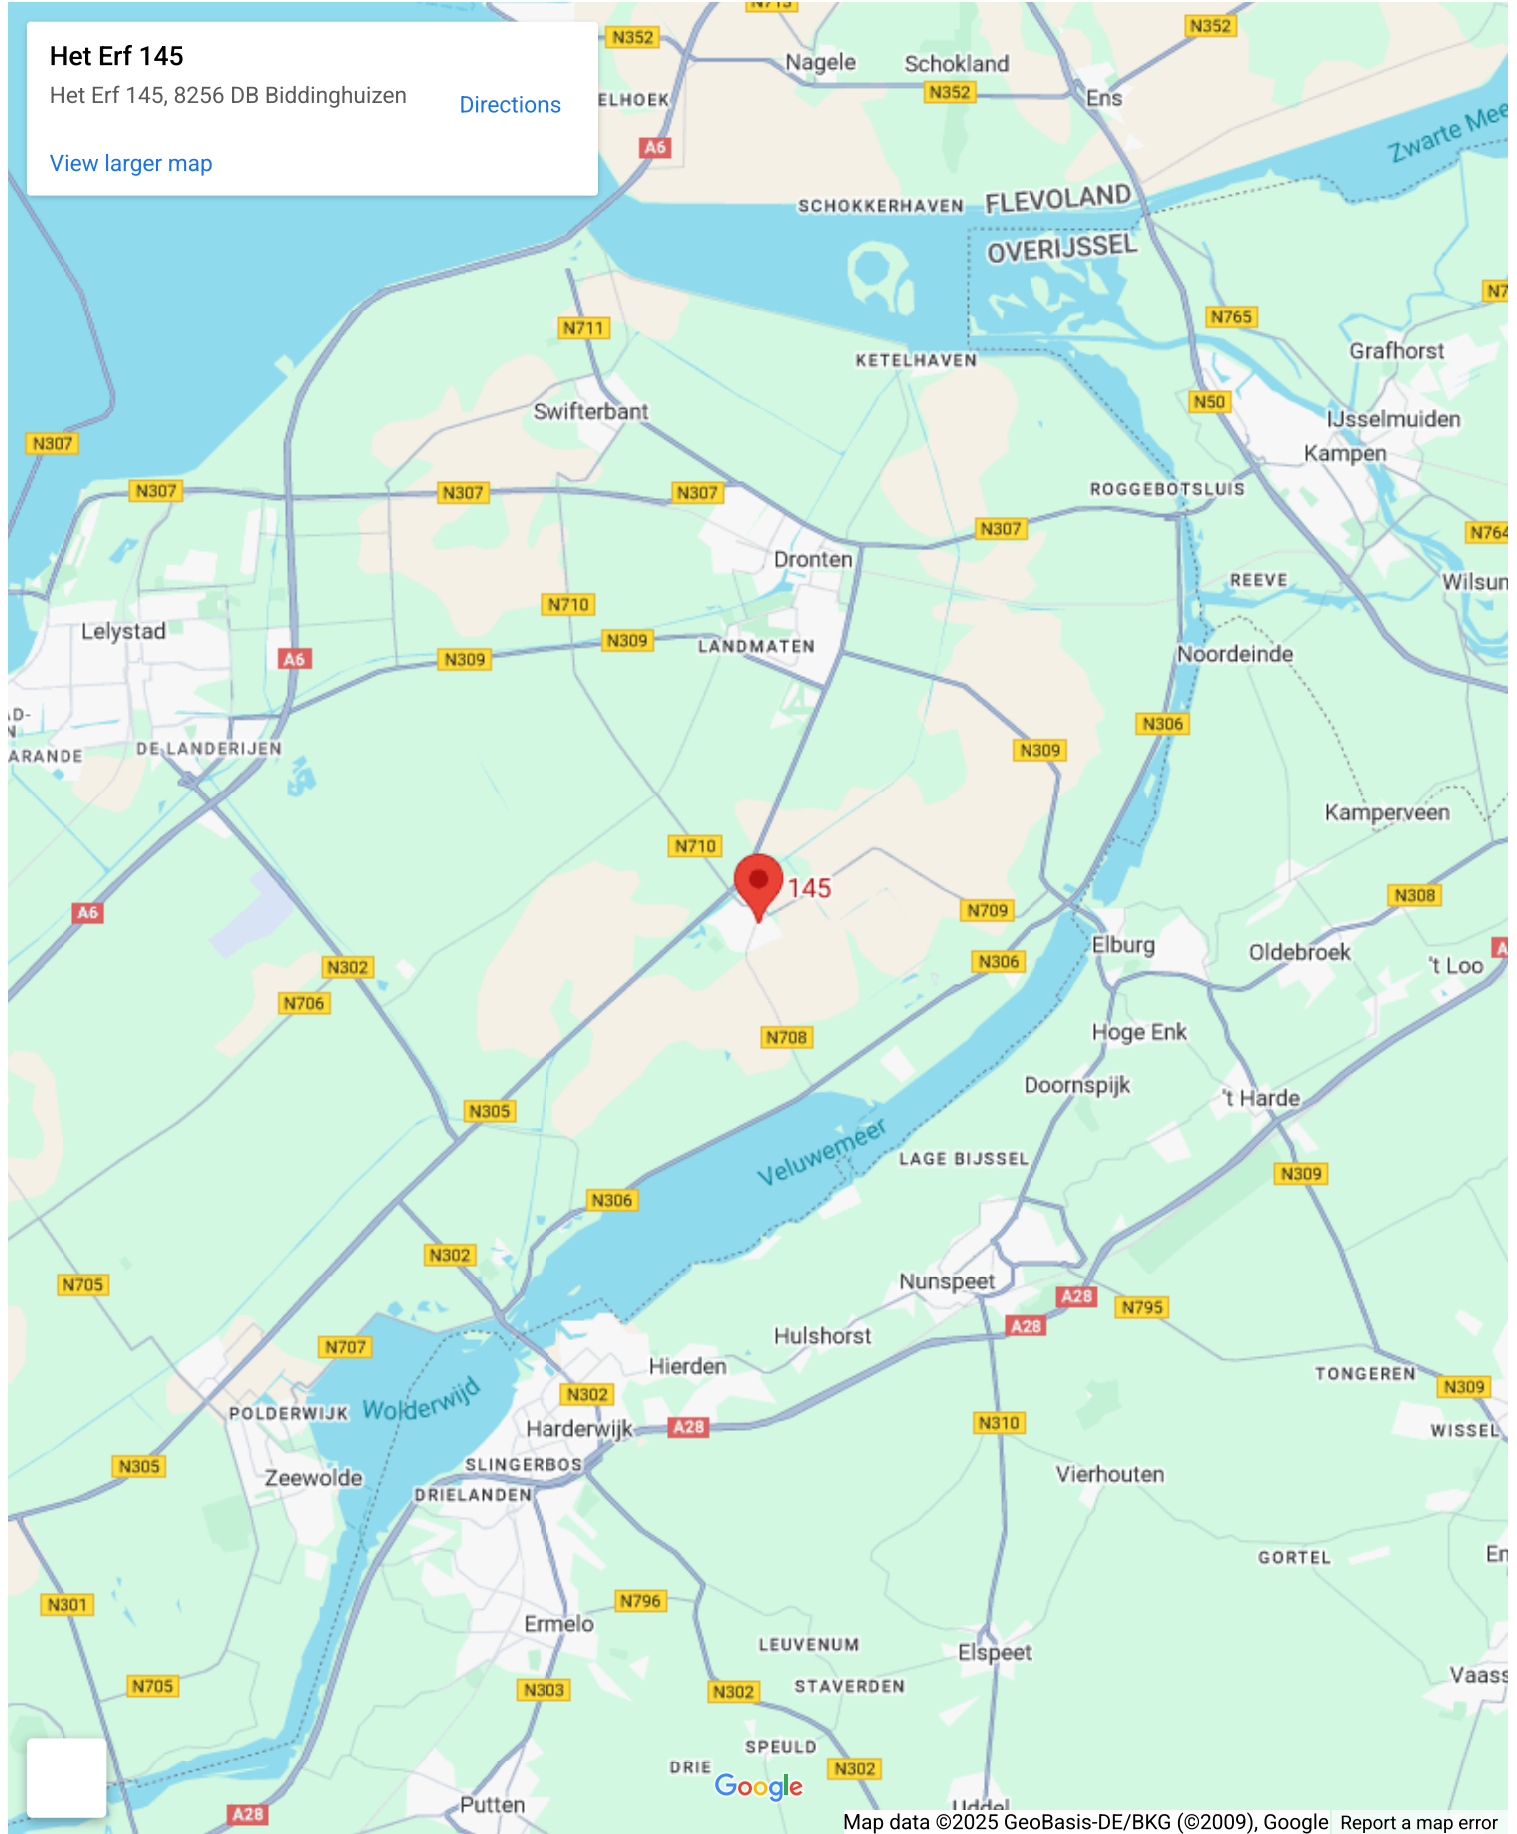 Het Erf 145
Het Erf 145, 8256 DB Biddinghuizen
Directions
View larger map
N713
N352
N352
Nagele
Schokland
N352
Ens
ELHOEK
A6
Zwarte Mee
SCHOKKERHAVEN
FLEVOLAND
OVERIJSSEL
N711
N765
Grafhorst
KETELHAVEN
N50
Swifterbant
IJsselmuiden
N307
Kampen
N307
N307
N307
ROGGEBOTSLUIS
N307
N764
Dronten
REEVE
Wilsun
N710
Lelystad
N309
LANDMATEN
A6
N309
Noordeinde
AD-
N
ARANDE
DE LANDERIJEN
N306
N309
Kamperveen
N710
145
N308
A6
N709
Elburg
Oldebroek
't Loo
A
N302
N306
N706
N708
Hoge Enk
Doornspijk
't Harde
N305
Veluwemeer
LAGE BIJSSEL
N309
N306
N302
N705
Nunspeet
A28
N795
A28
N707
Hulshorst
Hierden
TONGEREN
N309
POLDERWIJK
Wolderwijd
N302
Harderwijk
A28
N310
WISSEL
N305
SLINGERBOS
Zeewolde
DRIELANDEN
Vierhouten
GORTEL
N301
N796
Ermelo
LEUVENUM
Elspeet
N705
N303
N302
STAVERDEN
Vaass
SPEULD
DRIE
N302
Google
A28
Putten
Uddel
Map data ©2025 GeoBasis-DE/BKG (©2009), Google
Report a map error